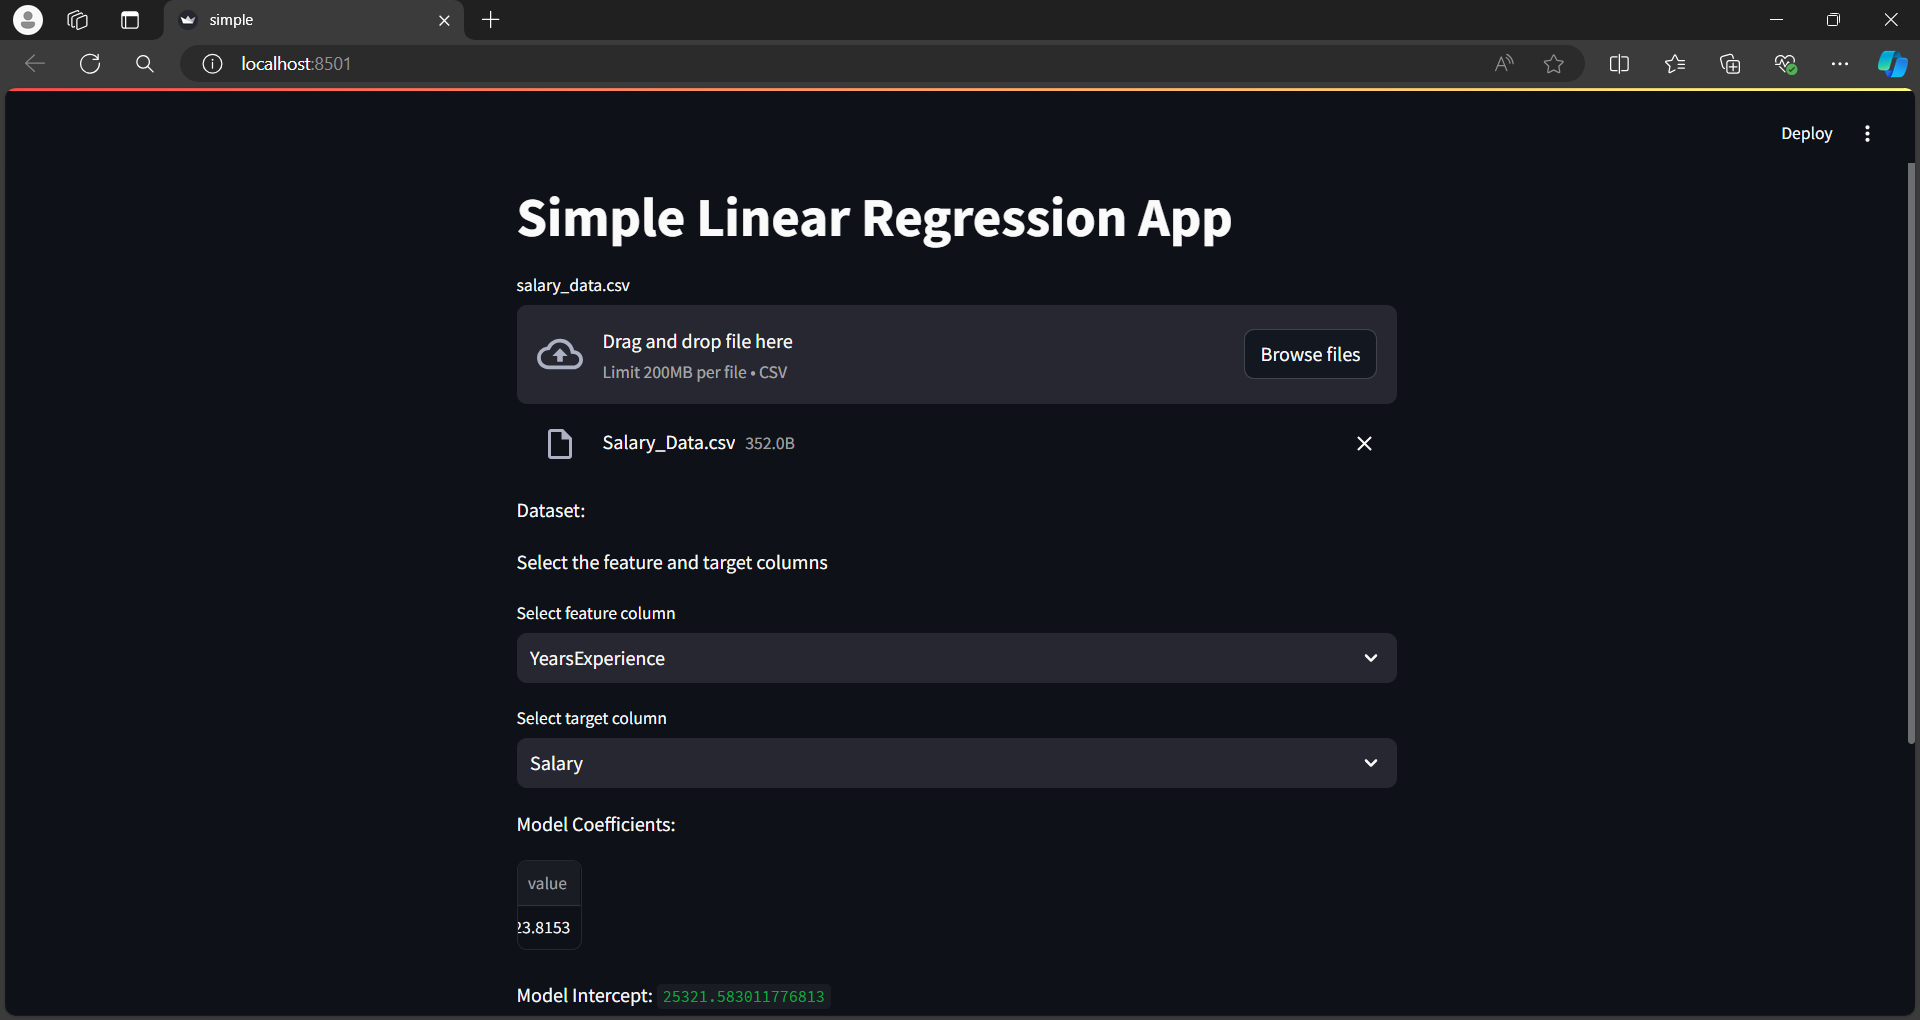 simple
localhost:8501
Deploy
Simple Linear Regression App
salary_data.csv
Drag and drop file here
Limit 200MB per file • CSV
Browse files
Salary_Data.csv 352.0B
Dataset:
Select the feature and target columns
Select feature column
YearsExperience
Select target column
Salary
Model Coefficients:
value
23.8153
Model Intercept: 25321.583011776813